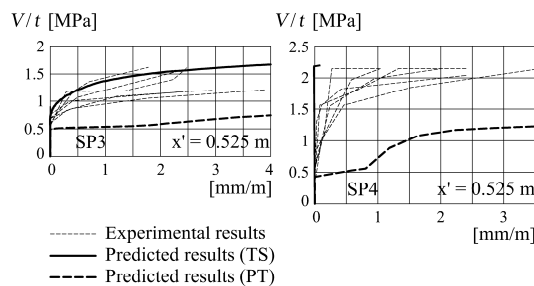 V/t [MPa]
2
1.5
1
0.5
0
SP3
x' = 0.525 m
0
1
2
3
4
[mm/m]
V/t [MPa]
2.5
2
1.5
1
0.5
0
SP4
x' = 0.525 m
0
1
2
3
[mm/m]
Experimental results
Predicted results (TS)
Predicted results (PT)